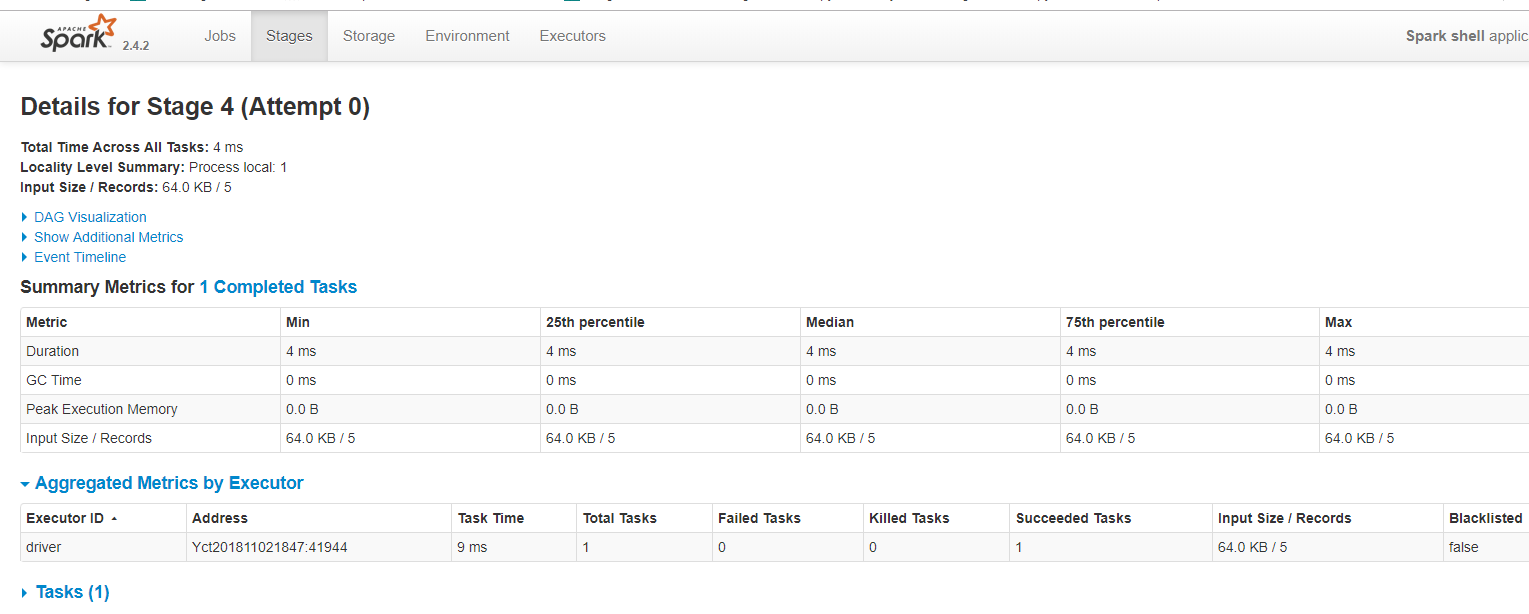 APACHE
Spark 2.4.2 Jobs Stages Storage Environment Executors Spark shell applic
Details for Stage 4 (Attempt 0)
Total Time Across All Tasks: 4 ms
Locality Level Summary: Process local: 1
Input Size / Records: 64.0 KB / 5
DAG Visualization
Show Additional Metrics
Event Timeline
Summary Metrics for 1 Completed Tasks
Metric Min 25th percentile Median 75th percentile Max
Duration 4 ms 4 ms 4 ms 4 ms 4 ms
GC Time 0 ms 0 ms 0 ms 0 ms 0 ms
Peak Execution Memory 0.0 B 0.0 B 0.0 B 0.0 B 0.0 B
Input Size / Records 64.0 KB / 5 64.0 KB / 5 64.0 KB / 5 64.0 KB / 5 64.0 KB / 5
Aggregated Metrics by Executor
Executor ID Address Task Time Total Tasks Failed Tasks Killed Tasks Succeeded Tasks Input Size / Records Blacklisted
driver Yct201811021847:41944 9 ms 1 0 0 1 64.0 KB / 5 false
Tasks (1)